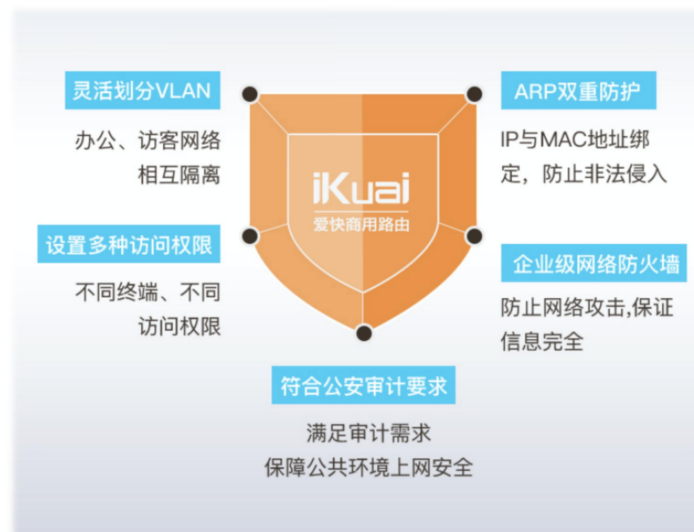 灵活划分VLAN
办公、访客网络
相互隔离
设置多种访问权限
不同终端、不同
访问权限
iKuai
爱快商用路由
ARP双重防护
IP与MAC地址绑
定，防止非法侵入
企业级网络防火墙
防止网络攻击,保证
信息完全
符合公安审计要求
满足审计需求
保障公共环境上网安全